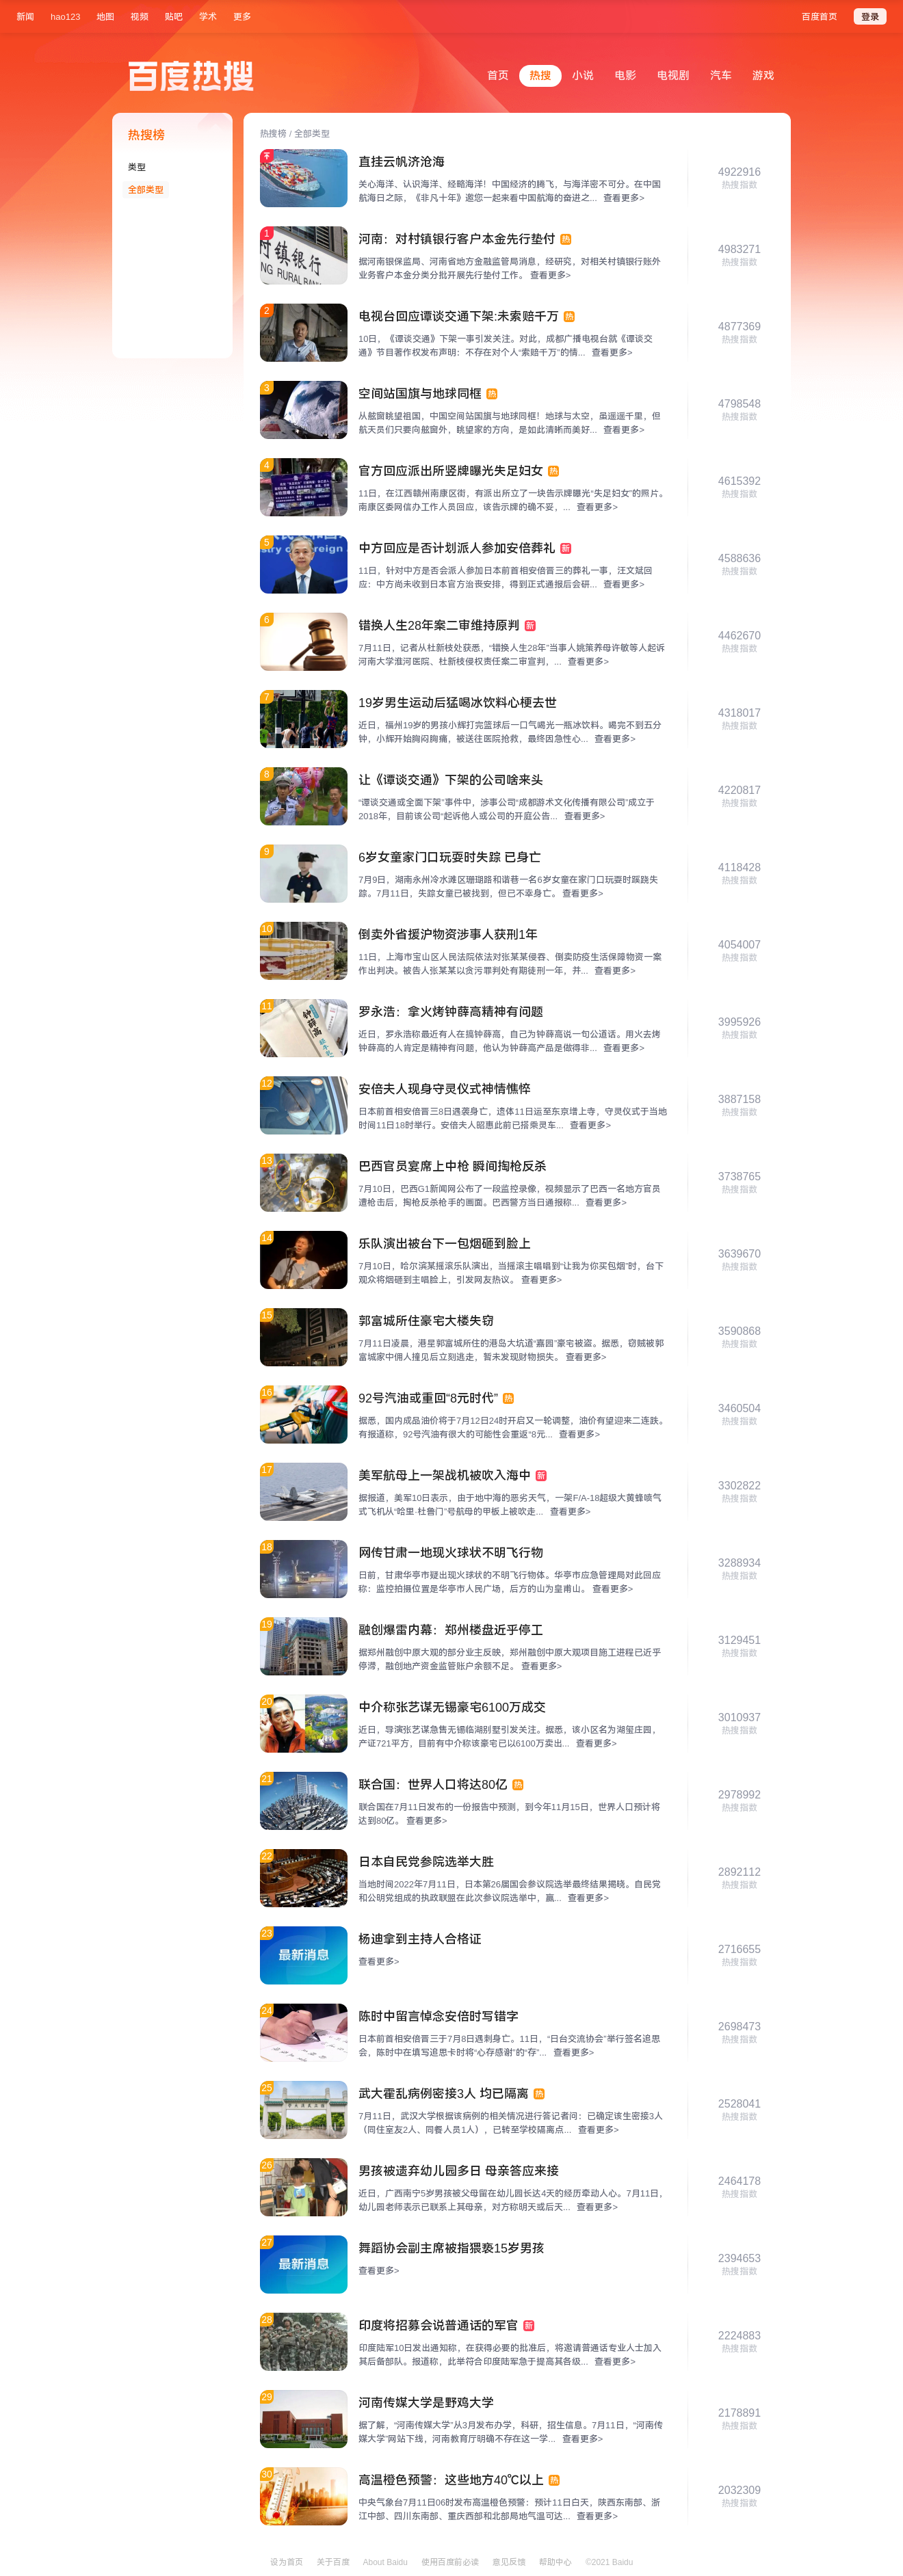 新闻 hao123 地图 视频 贴吧 学术 更多 百度首页 登录
百度热搜
首页 热搜 小说 电影 电视剧 汽车 游戏
热搜榜
类型
全部类型
热搜榜 / 全部类型
直挂云帆济沧海
关心海洋、认识海洋、经略海洋！中国经济的腾飞，与海洋密不可分。在中国
航海日之际，《非凡十年》邀您一起来看中国航海的奋进之... 查看更多>
4922916
热搜指数
1
村镇银行
河南：对村镇银行客户本金先行垫付 热
据河南银保监局、河南省地方金融监管局消息，经研究，对相关村镇银行账外
业务客户本金分类分批开展先行垫付工作。 查看更多>
4983271
热搜指数
2
电视台回应谭谈交通下架:未索赔千万 热
10日，《谭谈交通》下架一事引发关注。对此，成都广播电视台就《谭谈交
通》节目著作权发布声明：不存在对个人“索赔千万”的情... 查看更多>
4877369
热搜指数
3
空间站国旗与地球同框 热
从舷窗眺望祖国，中国空间站国旗与地球同框！地球与太空，虽遥遥千里，但
航天员们只要向舷窗外，眺望家的方向，是如此清晰而美好... 查看更多>
4798548
热搜指数
4
官方回应派出所竖牌曝光失足妇女 热
11日，在江西赣州南康区街，有派出所立了一块告示牌曝光“失足妇女”的照片。
南康区委网信办工作人员回应，该告示牌的确不妥，... 查看更多>
4615392
热搜指数
5
中方回应是否计划派人参加安倍葬礼 新
11日，针对中方是否会派人参加日本前首相安倍晋三的葬礼一事，汪文斌回
应：中方尚未收到日本官方治丧安排，得到正式通报后会研... 查看更多>
4588636
热搜指数
6
错换人生28年案二审维持原判 新
7月11日，记者从杜新枝处获悉，“错换人生28年”当事人姚策养母许敏等人起诉
河南大学淮河医院、杜新枝侵权责任案二审宣判，... 查看更多>
4462670
热搜指数
7
19岁男生运动后猛喝冰饮料心梗去世
近日，福州19岁的男孩小辉打完篮球后一口气喝光一瓶冰饮料。喝完不到五分
钟，小辉开始胸闷胸痛，被送往医院抢救，最终因急性心... 查看更多>
4318017
热搜指数
8
让《谭谈交通》下架的公司啥来头
“谭谈交通或全面下架”事件中，涉事公司“成都游术文化传播有限公司”成立于
2018年，目前该公司“起诉他人或公司的开庭公告... 查看更多>
4220817
热搜指数
9
6岁女童家门口玩耍时失踪 已身亡
7月9日，湖南永州冷水滩区珊瑚路和谐巷一名6岁女童在家门口玩耍时蹊跷失
踪。7月11日，失踪女童已被找到，但已不幸身亡。 查看更多>
4118428
热搜指数
10
倒卖外省援沪物资涉事人获刑1年
11日，上海市宝山区人民法院依法对张某某侵吞、倒卖防疫生活保障物资一案
作出判决。被告人张某某以贪污罪判处有期徒刑一年，并... 查看更多>
4054007
热搜指数
11
罗永浩：拿火烤钟薛高精神有问题
近日，罗永浩称最近有人在搞钟薛高，自己为钟薛高说一句公道话。用火去烤
钟薛高的人肯定是精神有问题，他认为钟薛高产品是做得非... 查看更多>
3995926
热搜指数
12
安倍夫人现身守灵仪式神情憔悴
日本前首相安倍晋三8日遇袭身亡，遗体11日运至东京增上寺，守灵仪式于当地
时间11日18时举行。安倍夫人昭惠此前已搭乘灵车... 查看更多>
3887158
热搜指数
13
巴西官员宴席上中枪 瞬间掏枪反杀
7月10日，巴西G1新闻网公布了一段监控录像，视频显示了巴西一名地方官员
遭枪击后，掏枪反杀枪手的画面。巴西警方当日通报称... 查看更多>
3738765
热搜指数
14
乐队演出被台下一包烟砸到脸上
7月10日，哈尔滨某摇滚乐队演出，当摇滚主唱唱到“让我为你买包烟”时，台下
观众将烟砸到主唱脸上，引发网友热议。 查看更多>
3639670
热搜指数
15
郭富城所住豪宅大楼失窃
7月11日凌晨，港星郭富城所住的港岛大坑道“嘉园”豪宅被盗。据悉，窃贼被郭
富城家中佣人撞见后立刻逃走，暂未发现财物损失。 查看更多>
3590868
热搜指数
16
92号汽油或重回“8元时代” 热
据悉，国内成品油价将于7月12日24时开启又一轮调整，油价有望迎来二连跌。
有报道称，92号汽油有很大的可能性会重返“8元... 查看更多>
3460504
热搜指数
17
美军航母上一架战机被吹入海中 新
据报道，美军10日表示，由于地中海的恶劣天气，一架F/A-18超级大黄蜂喷气
式飞机从“哈里·杜鲁门”号航母的甲板上被吹走... 查看更多>
3302822
热搜指数
18
网传甘肃一地现火球状不明飞行物
日前，甘肃华亭市疑出现火球状的不明飞行物体。华亭市应急管理局对此回应
称：监控拍摄位置是华亭市人民广场，后方的山为皇甫山。 查看更多>
3288934
热搜指数
19
融创爆雷内幕：郑州楼盘近乎停工
据郑州融创中原大观的部分业主反映，郑州融创中原大观项目施工进程已近乎
停滞，融创地产资金监管账户余额不足。 查看更多>
3129451
热搜指数
20
中介称张艺谋无锡豪宅6100万成交
近日，导演张艺谋急售无锡临湖别墅引发关注。据悉，该小区名为湖玺庄园，
产证721平方，目前有中介称该豪宅已以6100万卖出... 查看更多>
3010937
热搜指数
21
联合国：世界人口将达80亿 热
联合国在7月11日发布的一份报告中预测，到今年11月15日，世界人口预计将
达到80亿。 查看更多>
2978992
热搜指数
22
日本自民党参院选举大胜
当地时间2022年7月11日，日本第26届国会参议院选举最终结果揭晓。自民党
和公明党组成的执政联盟在此次参议院选举中，赢... 查看更多>
2892112
热搜指数
23
最新消息
杨迪拿到主持人合格证
查看更多>
2716655
热搜指数
24
陈时中留言悼念安倍时写错字
日本前首相安倍晋三于7月8日遇刺身亡。11日，“日台交流协会”举行签名追思
会，陈时中在填写追思卡时将“心存感谢”的“存”... 查看更多>
2698473
热搜指数
25
武大霍乱病例密接3人 均已隔离 热
7月11日，武汉大学根据该病例的相关情况进行答记者问：已确定该生密接3人
（同住室友2人、同餐人员1人），已转至学校隔离点... 查看更多>
2528041
热搜指数
26
男孩被遗弃幼儿园多日 母亲答应来接
近日，广西南宁5岁男孩被父母留在幼儿园长达4天的经历牵动人心。7月11日，
幼儿园老师表示已联系上其母亲，对方称明天或后天... 查看更多>
2464178
热搜指数
27
最新消息
舞蹈协会副主席被指猥亵15岁男孩
查看更多>
2394653
热搜指数
28
印度将招募会说普通话的军官 新
印度陆军10日发出通知称，在获得必要的批准后，将邀请普通话专业人士加入
其后备部队。报道称，此举符合印度陆军急于提高其各级... 查看更多>
2224883
热搜指数
29
河南传媒大学是野鸡大学
据了解，“河南传媒大学”从3月发布办学，科研，招生信息。7月11日，“河南传
媒大学”网站下线，河南教育厅明确不存在这一学... 查看更多>
2178891
热搜指数
30
高温橙色预警：这些地方40℃以上 热
中央气象台7月11日06时发布高温橙色预警：预计11日白天，陕西东南部、浙
江中部、四川东南部、重庆西部和北部局地气温可达... 查看更多>
2032309
热搜指数
设为首页 关于百度 About Baidu 使用百度前必读 意见反馈 帮助中心 ©2021 Baidu